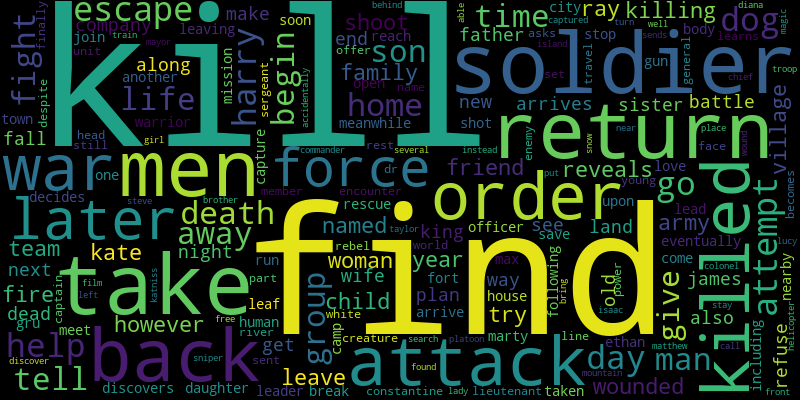 kill
find
soldier
return
men
force
order
war
later
take
back
attack
killed
escape
fight
company
join
unit
train
leaving
make
soon
finally
mayor
behind
harry
begin
shoot
end
offer
reach
time
son
father
city
ray
killing
dog
able
captured
turn
well
asks
sends
body
diana
magic
learns
island
travel
stop
gun
general
chief
troop
along
another
life
warrior
despite
town
fall
head
still
girl
mission
sergeant
accidentally
family
open
name
home
meanwhile
shot
new
arrives
set
sister
battle
village
enemy
snow
near
place
wound
face
love
young
put
decides
one
brother
steve
death
away
night
capture
commander
several
rest
instead
member
encounter
dr
rescue
taylor
friend
reveals
go
upon
attempt
becomes
lucy
team
next
fire
dead
gru
meet
captain
film
left
kate
katniss
however
discovers
daughter
help
tell
discover
sniper
named
king
rebel
world
woman
wife
child
year
fort
max
officer
see
save
land
army
lead
eventually
come
james
colonel
stay
also
call
run
part
leaf
human
river
free
sent
get
leave
leader
break
group
camp
white
creature
search
found
constantine
plan
arrive
platoon
lady
lieutenant
way
house
marty
try
following
bring
line
taken
old
power
isaac
ethan
day
mountain
matthew
man
wounded
give
including
nearby
refuse
helicopter
front